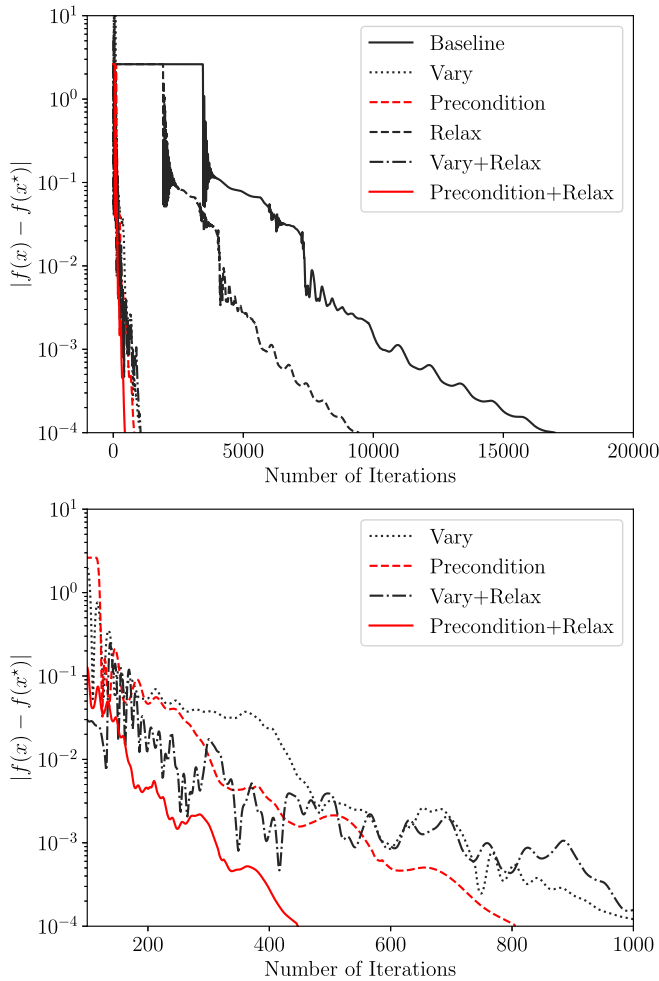 10^1
10^0
10^-1
10^-2
10^-3
10^-4
|f(x) − f(x^⋆)|
Baseline
Vary
Precondition
Relax
Vary+Relax
Precondition+Relax
0 5000 10000 15000 20000
Number of Iterations
10^1
10^0
10^-1
10^-2
10^-3
10^-4
|f(x) − f(x^⋆)|
Vary
Precondition
Vary+Relax
Precondition+Relax
200 400 600 800 1000
Number of Iterations